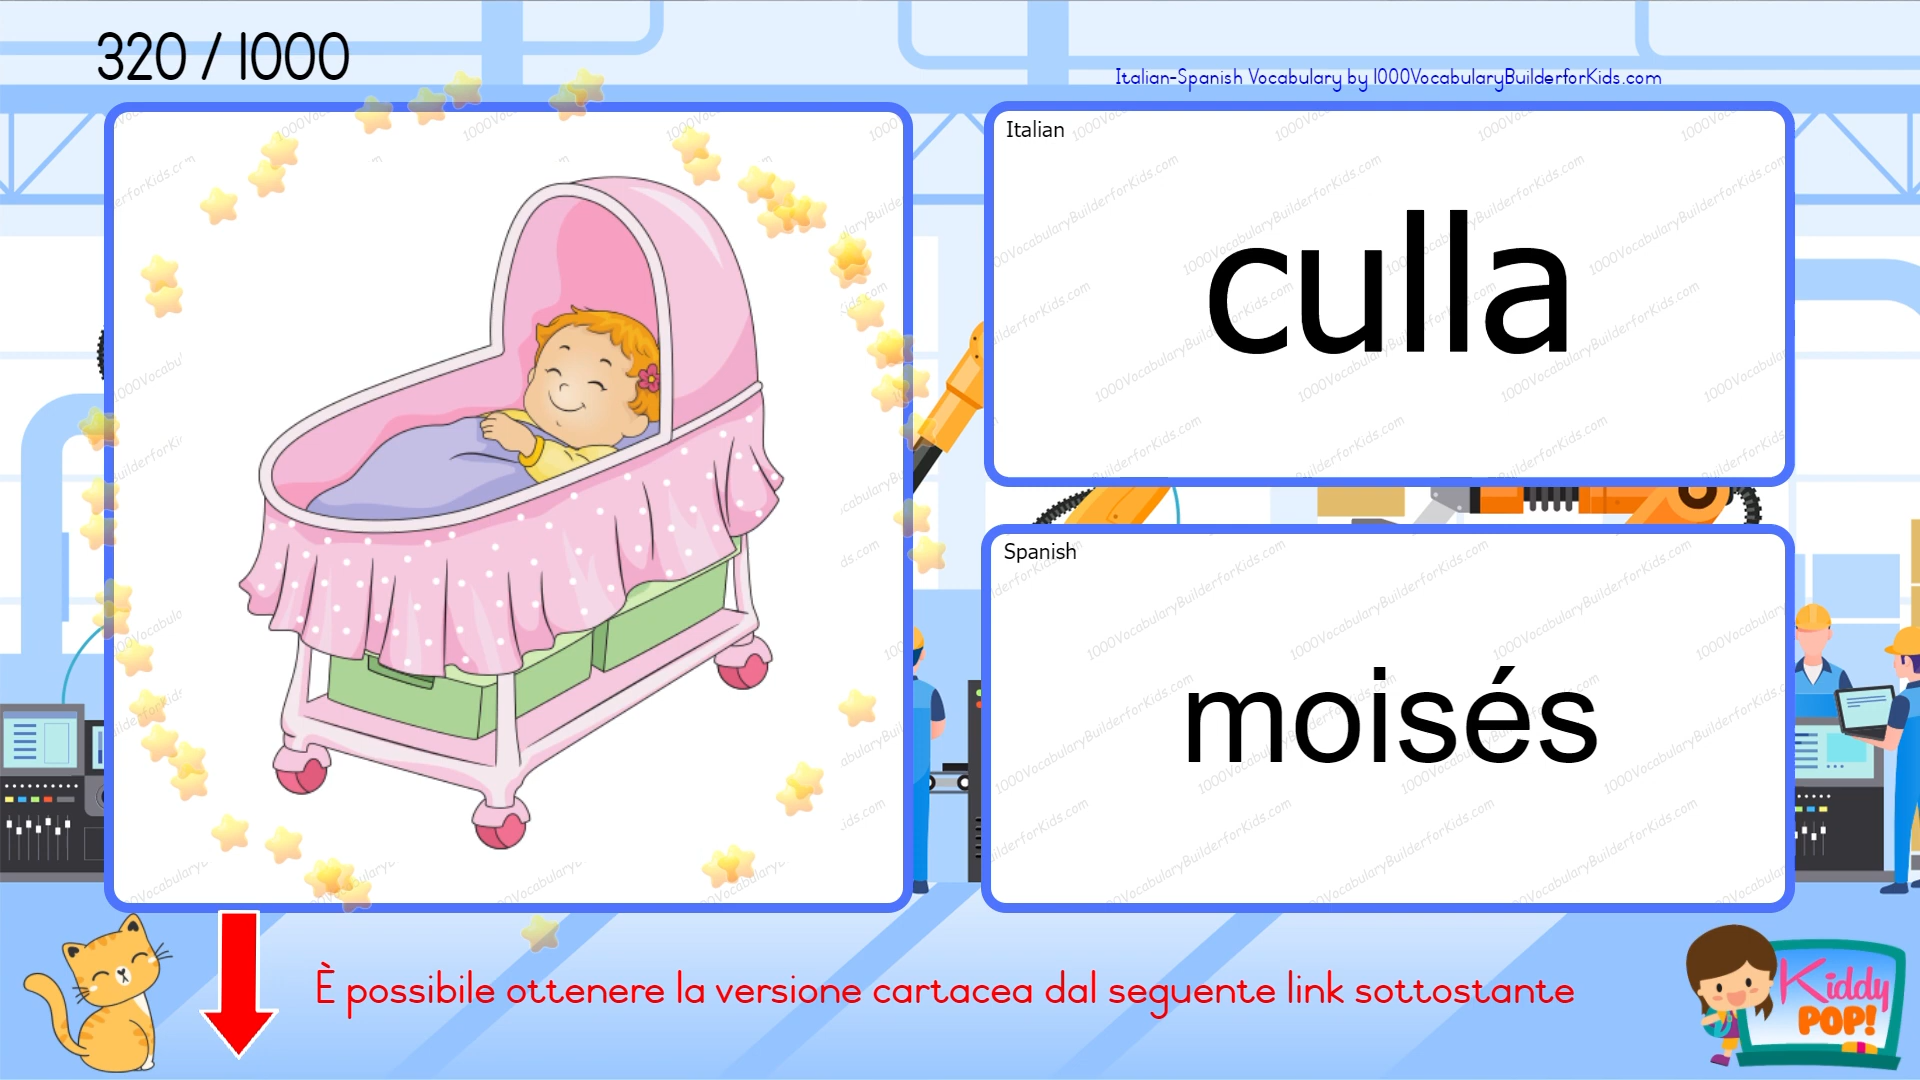 320 / 1000
Italian-Spanish Vocabulary by 1000VocabularyBuilderforKids.com
Italian
culla
Spanish
moisés
È possibile ottenere la versione cartacea dal seguente link sottostante
Kiddy
POP!